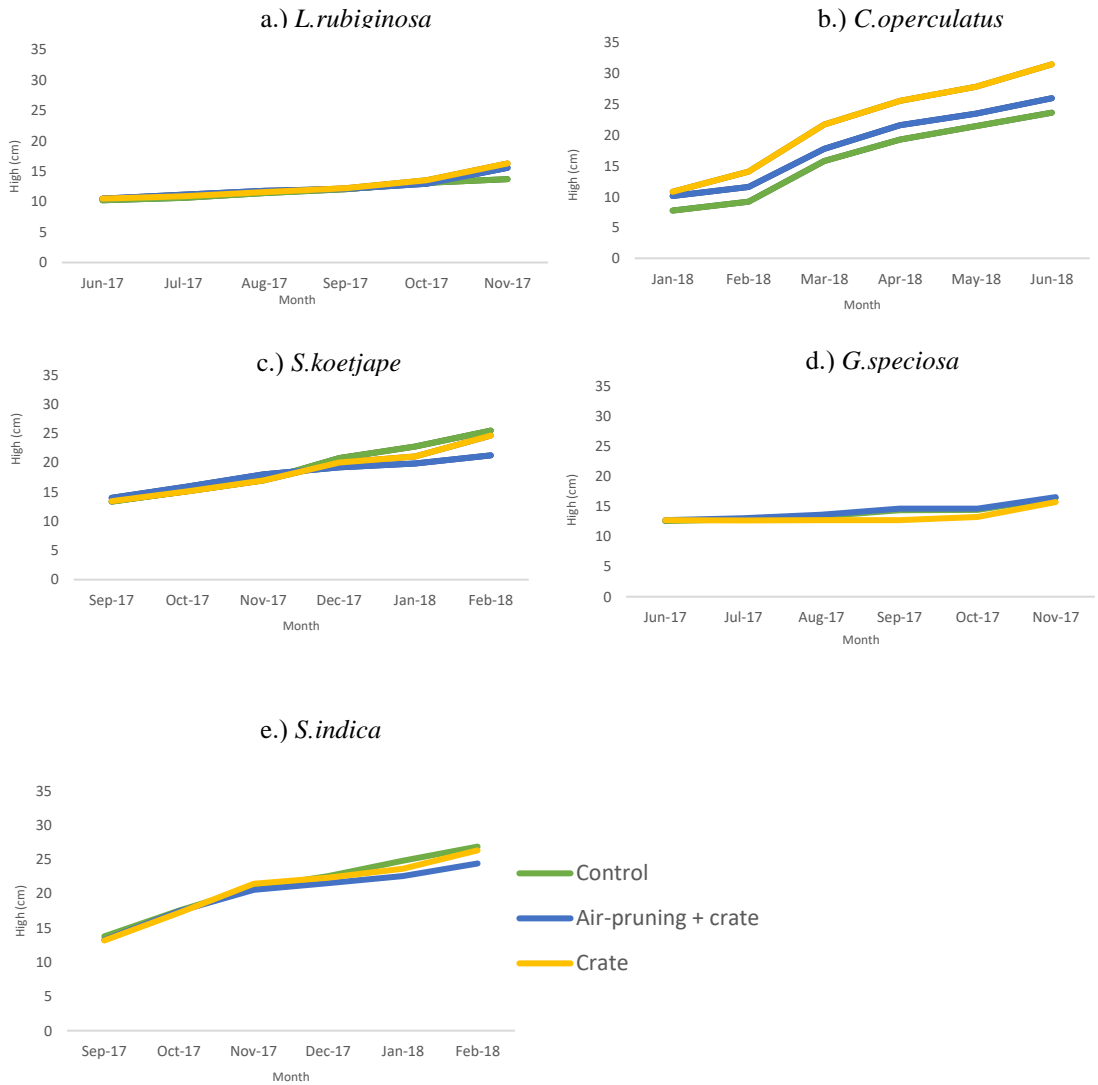 a.) L.rubiginosa
35
30
25
20
15
10
5
0
High (cm)
Jun-17 Jul-17 Aug-17 Sep-17 Oct-17 Nov-17
Month
b.) C.operculatus
35
30
25
20
15
10
5
0
High (cm)
Jan-18 Feb-18 Mar-18 Apr-18 May-18 Jun-18
Month
c.) S.koetjape
35
30
25
20
15
10
5
0
High (cm)
Sep-17 Oct-17 Nov-17 Dec-17 Jan-18 Feb-18
Month
d.) G.speciosa
35
30
25
20
15
10
5
0
High (cm)
Jun-17 Jul-17 Aug-17 Sep-17 Oct-17 Nov-17
Month
e.) S.indica
35
30
25
20
15
10
5
0
High (cm)
Sep-17 Oct-17 Nov-17 Dec-17 Jan-18 Feb-18
Month
Control
Air-pruning + crate
Crate